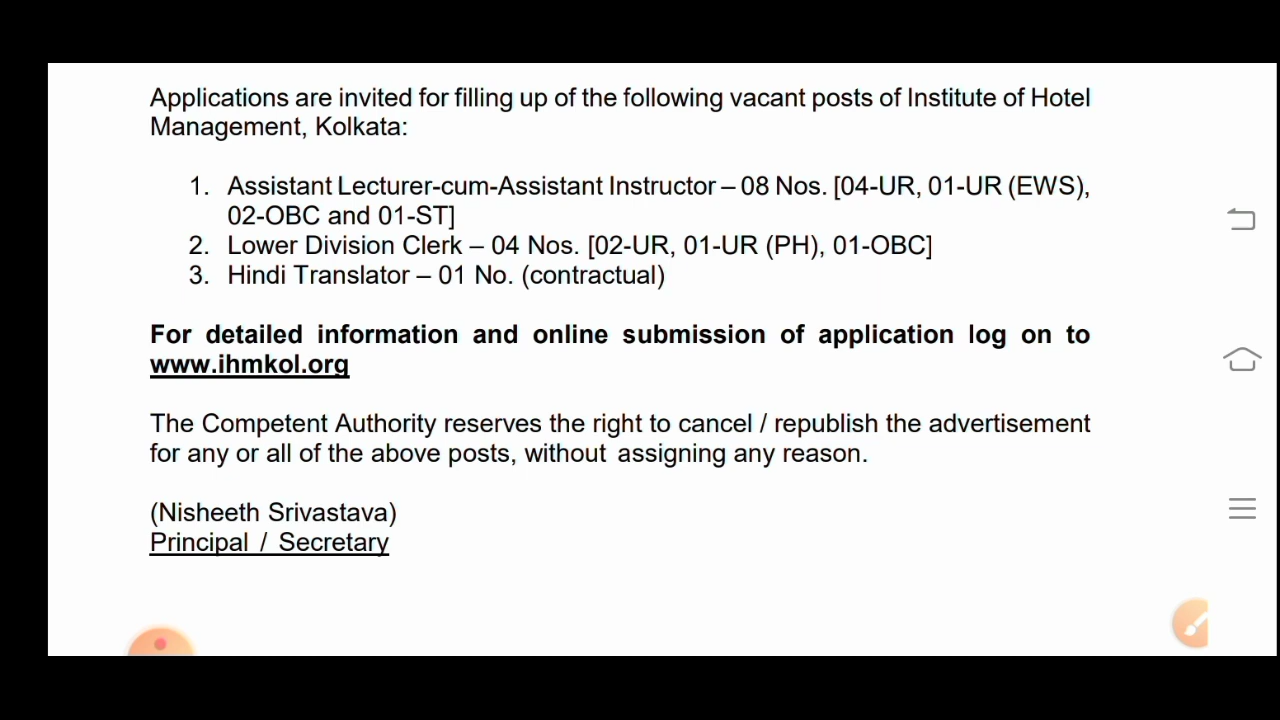 Applications are invited for filling up of the following vacant posts of Institute of Hotel
Management, Kolkata:
1. Assistant Lecturer-cum-Assistant Instructor – 08 Nos. [04-UR, 01-UR (EWS),
02-OBC and 01-ST]
2. Lower Division Clerk – 04 Nos. [02-UR, 01-UR (PH), 01-OBC]
3. Hindi Translator – 01 No. (contractual)
For detailed information and online submission of application log on to
www.ihmkol.org
The Competent Authority reserves the right to cancel / republish the advertisement
for any or all of the above posts, without assigning any reason.
(Nisheeth Srivastava)
Principal / Secretary